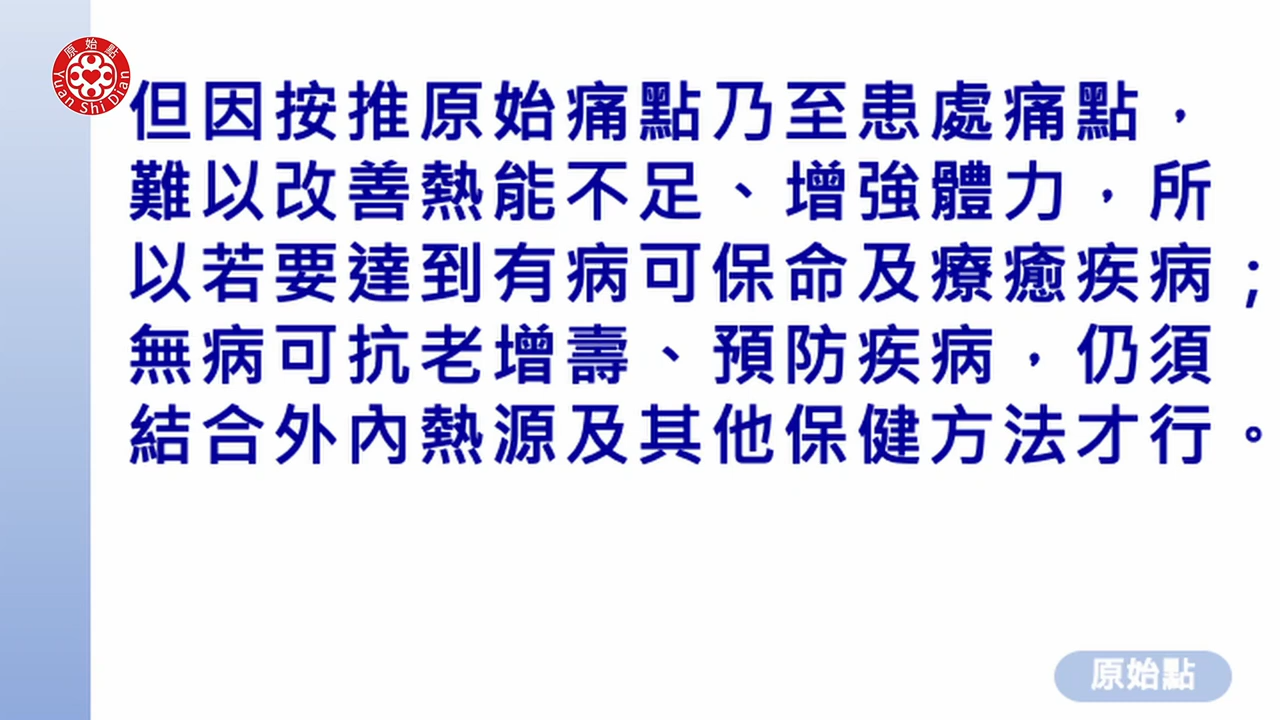 原始點
Yuan Shi Dian
但因按推原始痛點乃至患處痛點，
難以改善熱能不足、增強體力，所
以若要達到有病可保命及療癒疾病；
無病可抗老增壽、預防疾病，仍須
結合外內熱源及其他保健方法才行。
原始點